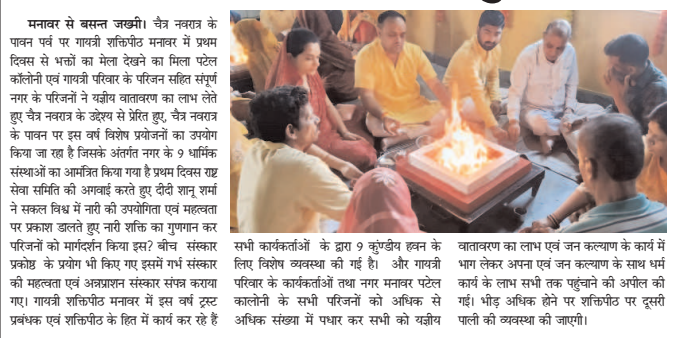 मनावर से बसन्त जख्मी। चैत्र नवरात्र के
पावन पर्व पर गायत्री शक्तिपीठ मनावर में प्रथम
दिवस से भक्तों का मेला देखने का मिला पटेल
कॉलोनी एवं गायत्री परिवार के परिजन सहित संपूर्ण
नगर के परिजनों ने यज्ञीय वातावरण का लाभ लेते
हुए चैत्र नवरात्र के उद्देश्य से प्रेरित हुए, चैत्र नवरात्र
के पावन पर इस वर्ष विशेष प्रयोजनों का उपयोग
किया जा रहा है जिसके अंतर्गत नगर के 9 धार्मिक
संस्थाओं का आमंत्रित किया गया है प्रथम दिवस राष्ट्र
सेवा समिति की अगवाई करते हुए दीदी शानू शर्मा
ने सकल विश्व में नारी की उपयोगिता एवं महत्वता
पर प्रकाश डालते हुए नारी शक्ति का गुणगान कर
परिजनों को मार्गदर्शन किया इस? बीच संस्कार
प्रकोष्ठ के प्रयोग भी किए गए इसमें गर्भ संस्कार
की महत्वता एवं अन्नप्राशन संस्कार संपन्न कराया
गए। गायत्री शक्तिपीठ मनावर में इस वर्ष ट्रस्ट
प्रबंधक एवं शक्तिपीठ के हित में कार्य कर रहे हैं
सभी कार्यकर्ताओं के द्वारा 9 कुंण्डीय हवन के
लिए विशेष व्यवस्था की गई है। और गायत्री
परिवार के कार्यकर्ताओं तथा नगर मनावर पटेल
कालोनी के सभी परिजनों को अधिक से
अधिक संख्या में पधार कर सभी को यज्ञीय
वातावरण का लाभ एवं जन कल्याण के कार्य में
भाग लेकर अपना एवं जन कल्याण के साथ धर्म
कार्य के लाभ सभी तक पहुंचाने की अपील की
गई। भीड़ अधिक होने पर शक्तिपीठ पर दूसरी
पाली की व्यवस्था की जाएगी।